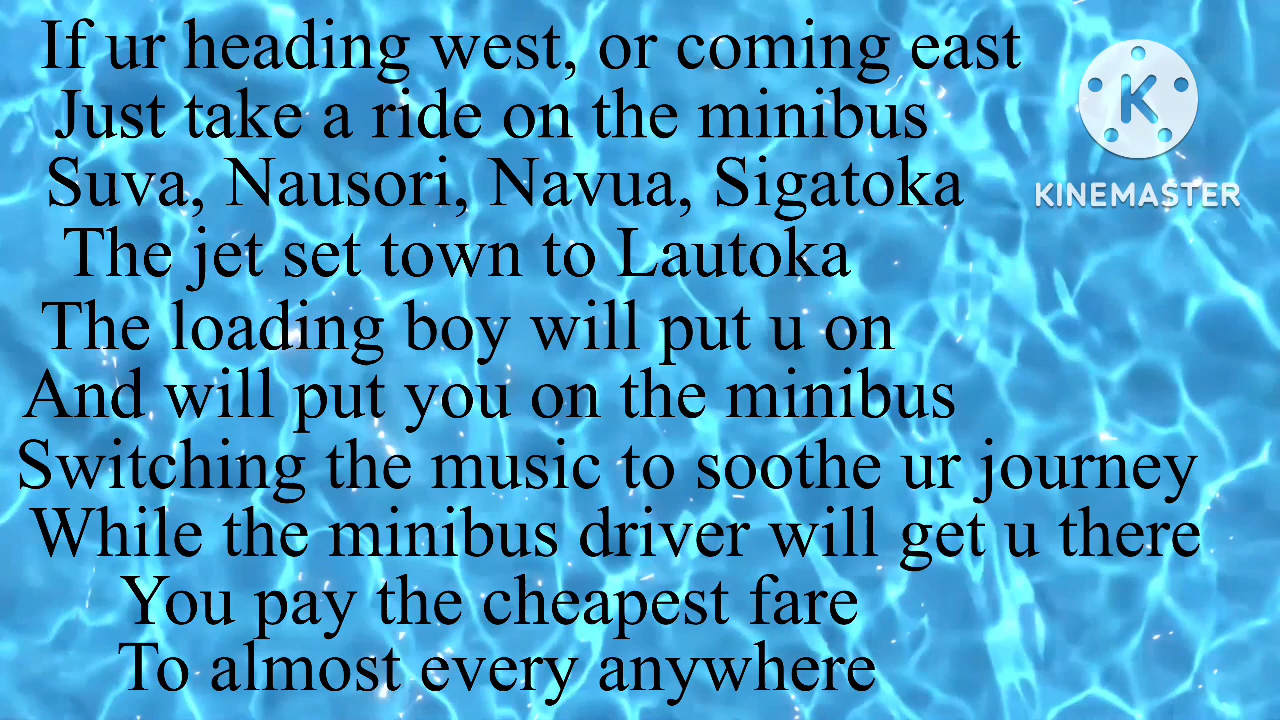 If ur heading west, or coming east
Just take a ride on the minibus
Suva, Nausori, Navua, Sigatoka
The jet set town to Lautoka
The loading boy will put u on
And will put you on the minibus
Switching the music to soothe ur journey
While the minibus driver will get u there
You pay the cheapest fare
To almost every anywhere
K
KINEMASTER